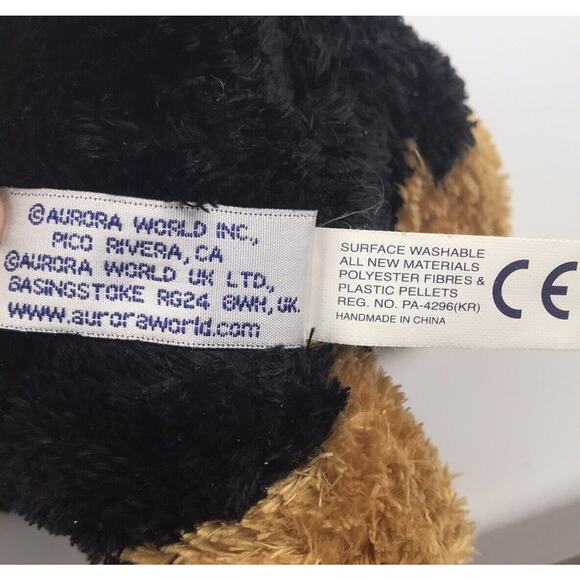 ©AURORA WORLD INC.,
PICO RIVERA, CA
©AURORA WORLD UK LTD,
BASINGSTOKE RG24 8WH, UK.
www.auroraworld.com
SURFACE WASHABLE
ALL NEW MATERIALS
POLYESTER FIBRES &
PLASTIC PELLETS
REG. NO. PA-4296(KR)
HANDMADE IN CHINA
CE